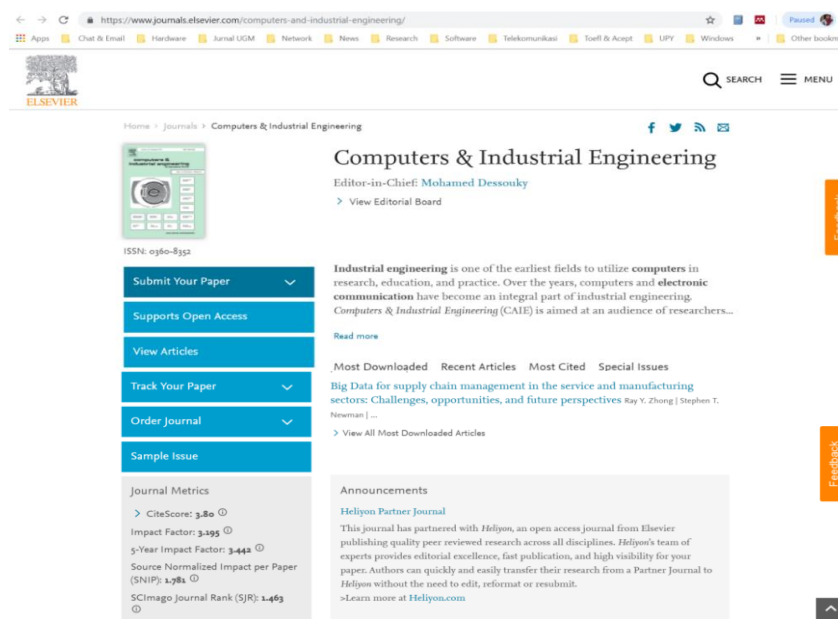 https://www.journals.elsevier.com/computers-and-industrial-engineering/
Paused
Apps Chat & Email Hardware Jurnal UGM Network News Research Software Telekomunikasi Toefl & Acept UPY Windows » Other bookm
ELSEVIER
SEARCH MENU
Home > Journals > Computers & Industrial Engineering
computers &
industrial engineering
ISSN: 0360-8352
Computers & Industrial Engineering
Editor-in-Chief: Mohamed Dessouky
> View Editorial Board
Submit Your Paper
Supports Open Access
View Articles
Track Your Paper
Order Journal
Sample Issue
Industrial engineering is one of the earliest fields to utilize computers in
research, education, and practice. Over the years, computers and electronic
communication have become an integral part of industrial engineering.
Computers & Industrial Engineering (CAIE) is aimed at an audience of researchers...
Read more
Most Downloaded Recent Articles Most Cited Special Issues
Big Data for supply chain management in the service and manufacturing
sectors: Challenges, opportunities, and future perspectives Ray Y. Zhong | Stephen T.
Newman | ...
> View All Most Downloaded Articles
Journal Metrics
> CiteScore: 3.80
Impact Factor: 3.195
5-Year Impact Factor: 3.442
Source Normalized Impact per Paper
(SNIP): 1.781
SCImago Journal Rank (SJR): 1.463
Announcements
Heliyon Partner Journal
This journal has partnered with Heliyon, an open access journal from Elsevier
publishing quality peer reviewed research across all disciplines. Heliyon's team of
experts provides editorial excellence, fast publication, and high visibility for your
paper. Authors can quickly and easily transfer their research from a Partner Journal to
Heliyon without the need to edit, reformat or resubmit.
>Learn more at Heliyon.com
Feedback